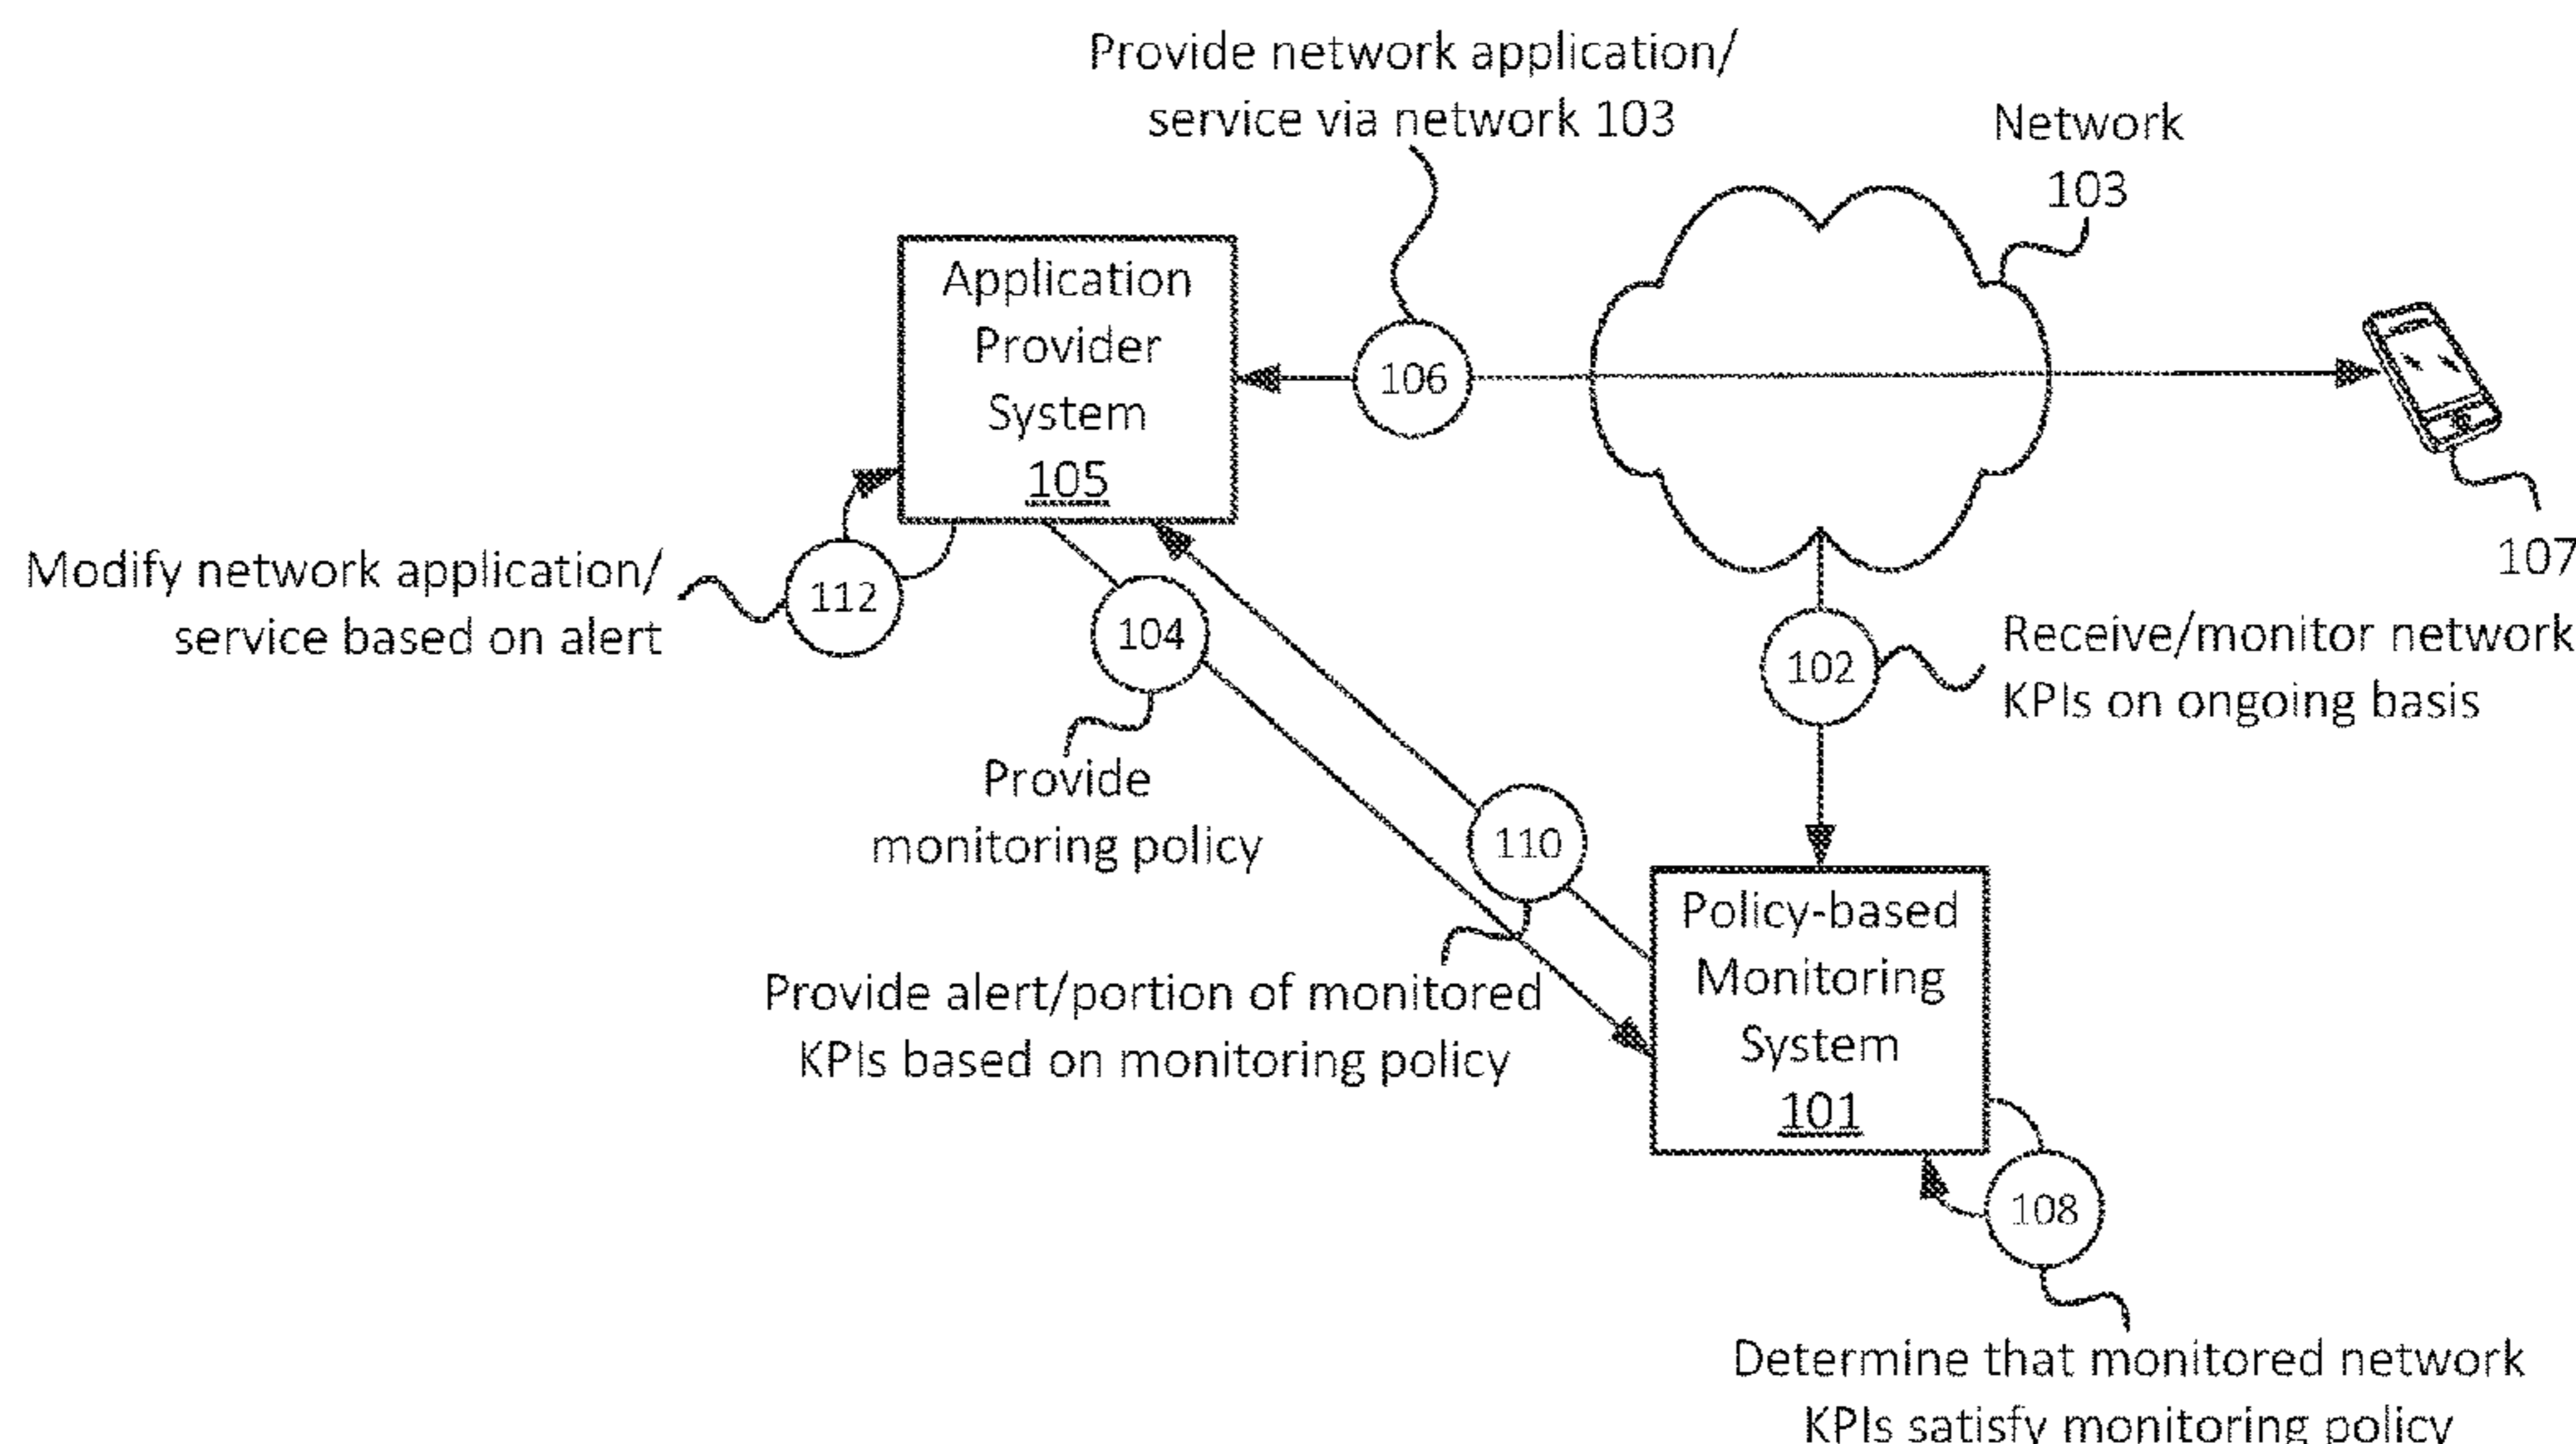 Provide network application/
service via network 103
Network
103
Application
Provider
System
105
106
107
Modify network application/
service based on alert
112
104
Provide
monitoring policy
102
Receive/monitor network
KPIs on ongoing basis
110
Provide alert/portion of monitored
KPIs based on monitoring policy
Policy-based
Monitoring
System
101
108
Determine that monitored network
KPIs satisfy monitoring policy